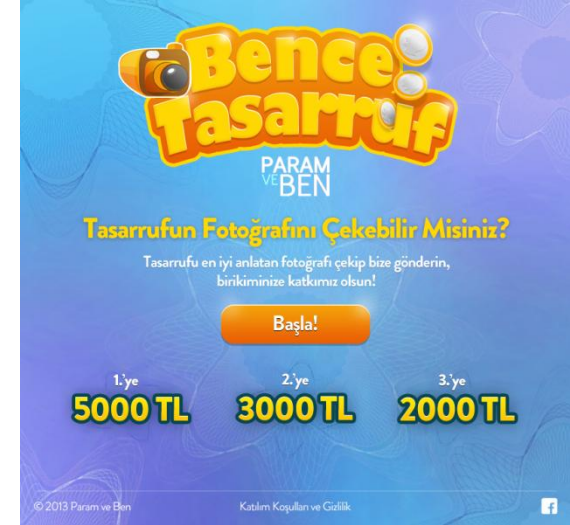 Bence
Tasarruf
PARAM
VE BEN
Tasarrufun Fotoğrafını Çekebilir Misiniz?
Tasarrufu en iyi anlatan fotoğrafı çekip bize gönderin,
birikiminize katkımız olsun!
Başla!
1.'ye 2.'ye 3.'ye
5000 TL 3000 TL 2000 TL
© 2013 Param ve Ben Katılım Koşulları ve Gizlilik f